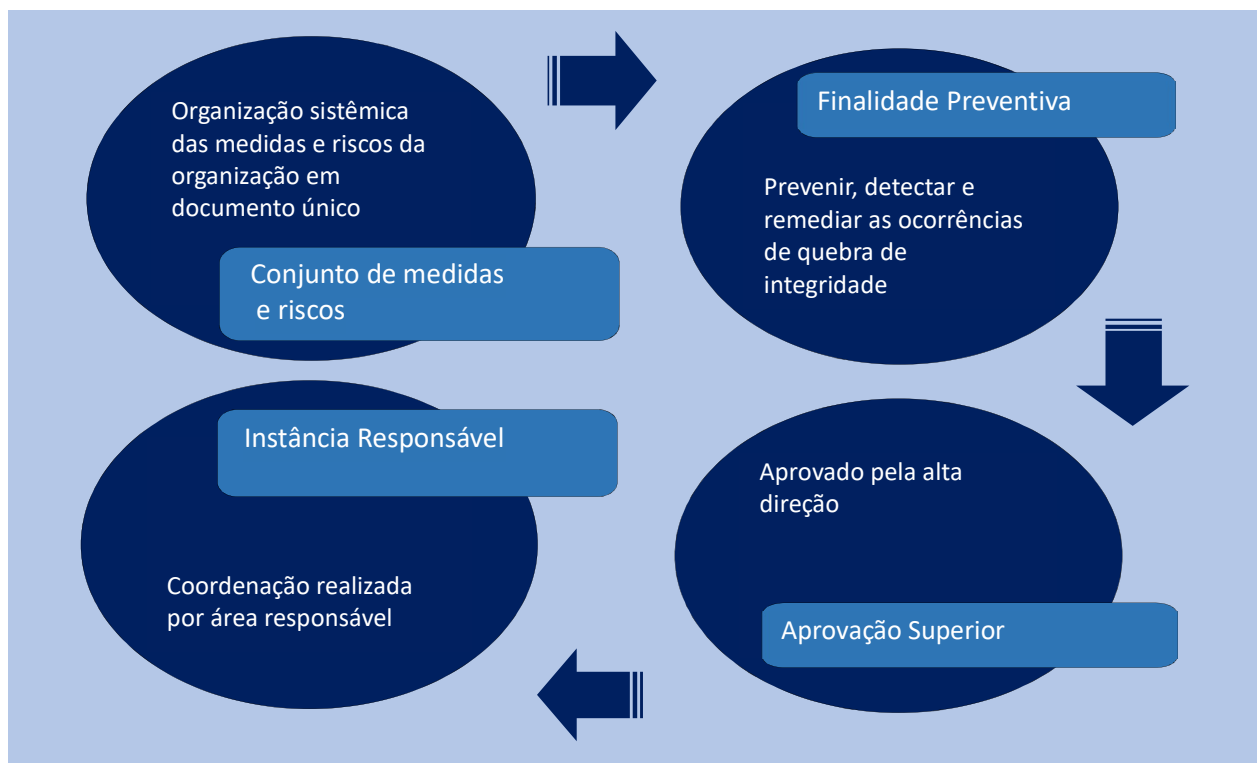 Organização sistêmica
das medidas e riscos da
organização em
documento único
Conjunto de medidas
e riscos
Finalidade Preventiva
Prevenir, detectar e
remediar as ocorrências
de quebra de
integridade
Aprovado pela alta
direção
Aprovação Superior
Instância Responsável
Coordenação realizada
por área responsável